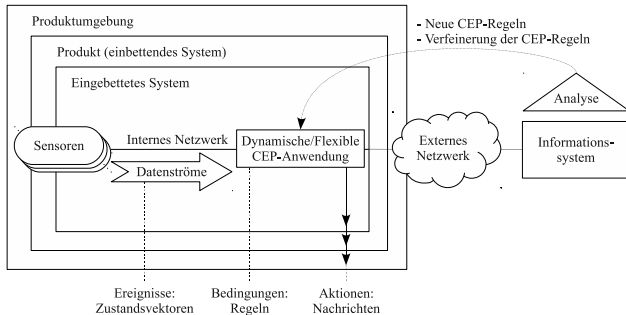 Produktumgebung
- Neue CEP-Regeln
- Verfeinerung der CEP-Regeln
Produkt (einbettendes System)
Eingebettetes System
Analyse
Sensoren
Internes Netzwerk
Datenströme
Dynamische/Flexible
CEP-Anwendung
Externes
Netzwerk
Informations-
system
Ereignisse:
Zustandsvektoren
Bedingungen:
Regeln
Aktionen:
Nachrichten